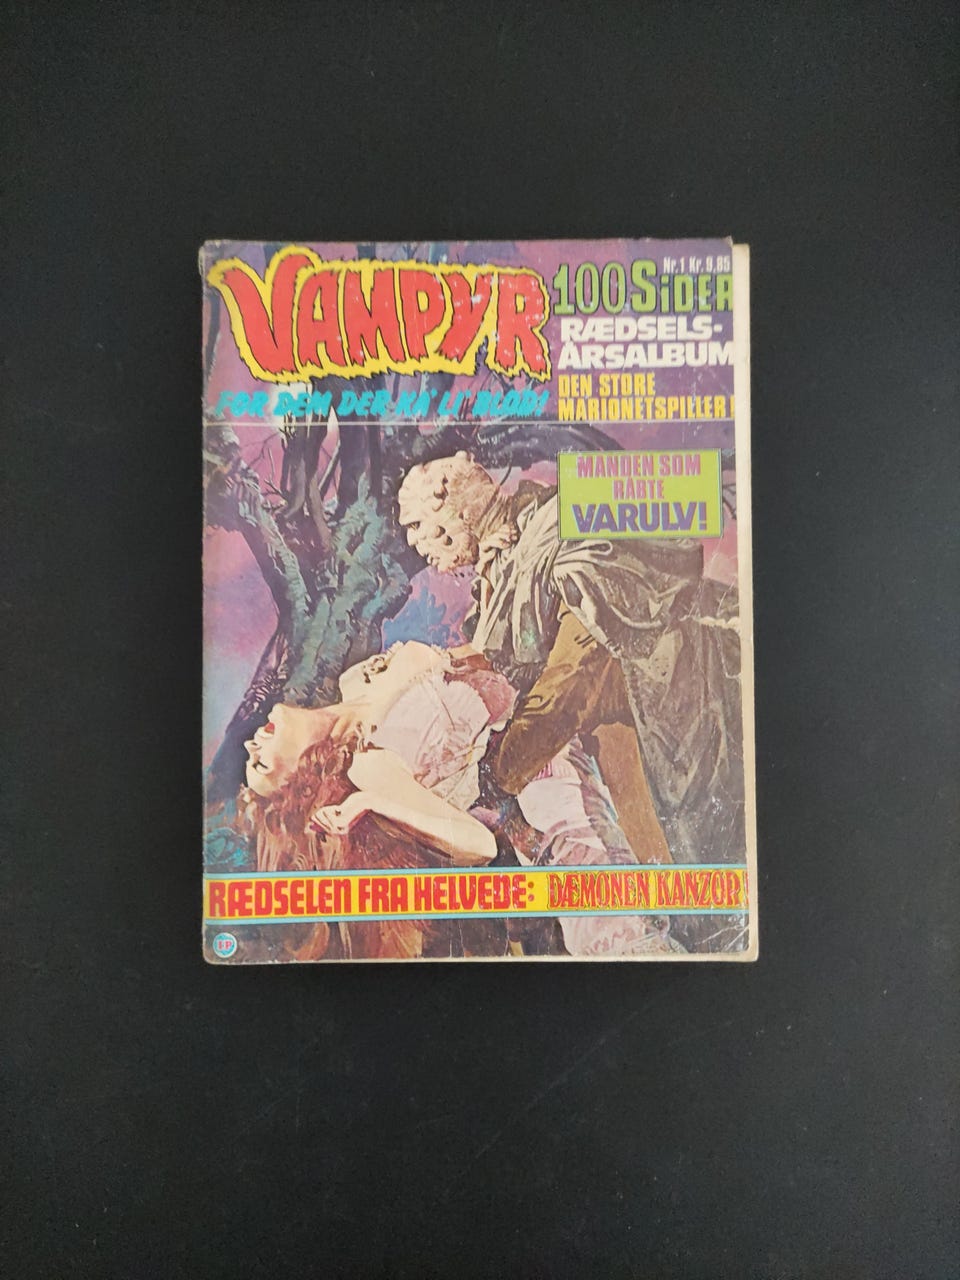 VAMPYR
FOR DEM DER KA' LI' BLOD!
Nr.1 Kr.9,85
100 SiDER
RÆDSELS-
ÅRSALBUM
DEN STORE
MARIONETSPILLER!
MANDEN SOM
RÅBTE
VARULV!
RÆDSELEN FRA HELVEDE: DÆMONEN KANZOR!
I·P